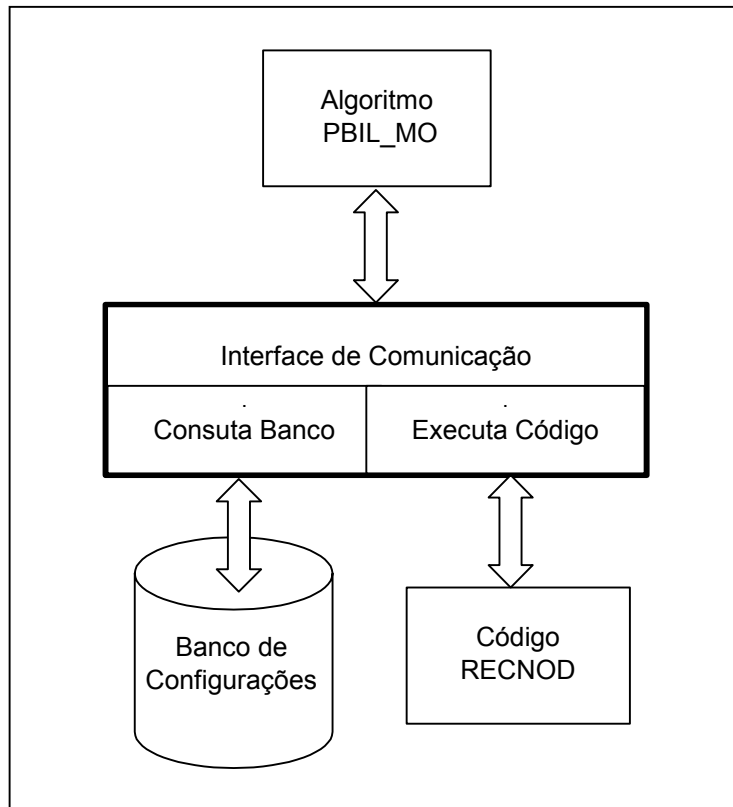 Algoritmo
PBIL_MO
Interface de Comunicação
.
Consuta Banco
.
Executa Código
Banco de
Configurações
Código
RECNOD